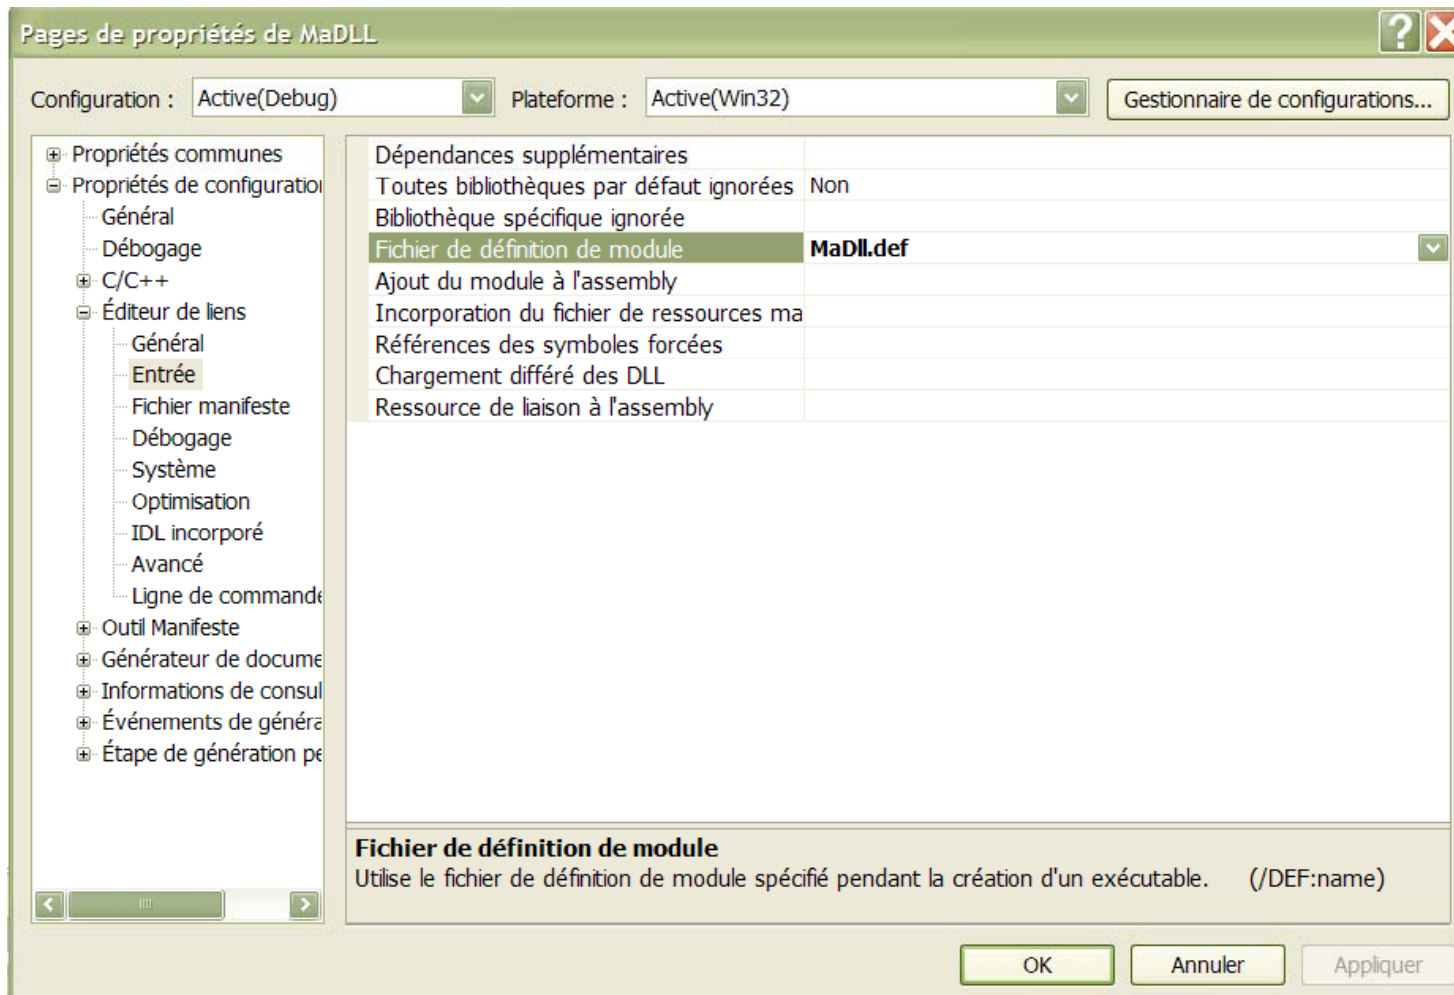 Pages de propriétés de MaDLL
Configuration : Active(Debug) Plateforme : Active(Win32) Gestionnaire de configurations...
Propriétés communes
Propriétés de configuration
Général
Débogage
C/C++
Éditeur de liens
Général
Entrée
Fichier manifeste
Débogage
Système
Optimisation
IDL incorporé
Avancé
Ligne de commande
Outil Manifeste
Générateur de docume
Informations de consul
Événements de généra
Étape de génération pe
Dépendances supplémentaires
Toutes bibliothèques par défaut ignorées Non
Bibliothèque spécifique ignorée
Fichier de définition de module MaDll.def
Ajout du module à l'assembly
Incorporation du fichier de ressources ma
Références des symboles forcées
Chargement différé des DLL
Ressource de liaison à l'assembly
Fichier de définition de module
Utilise le fichier de définition de module spécifié pendant la création d'un exécutable. (/DEF:name)
OK Annuler Appliquer